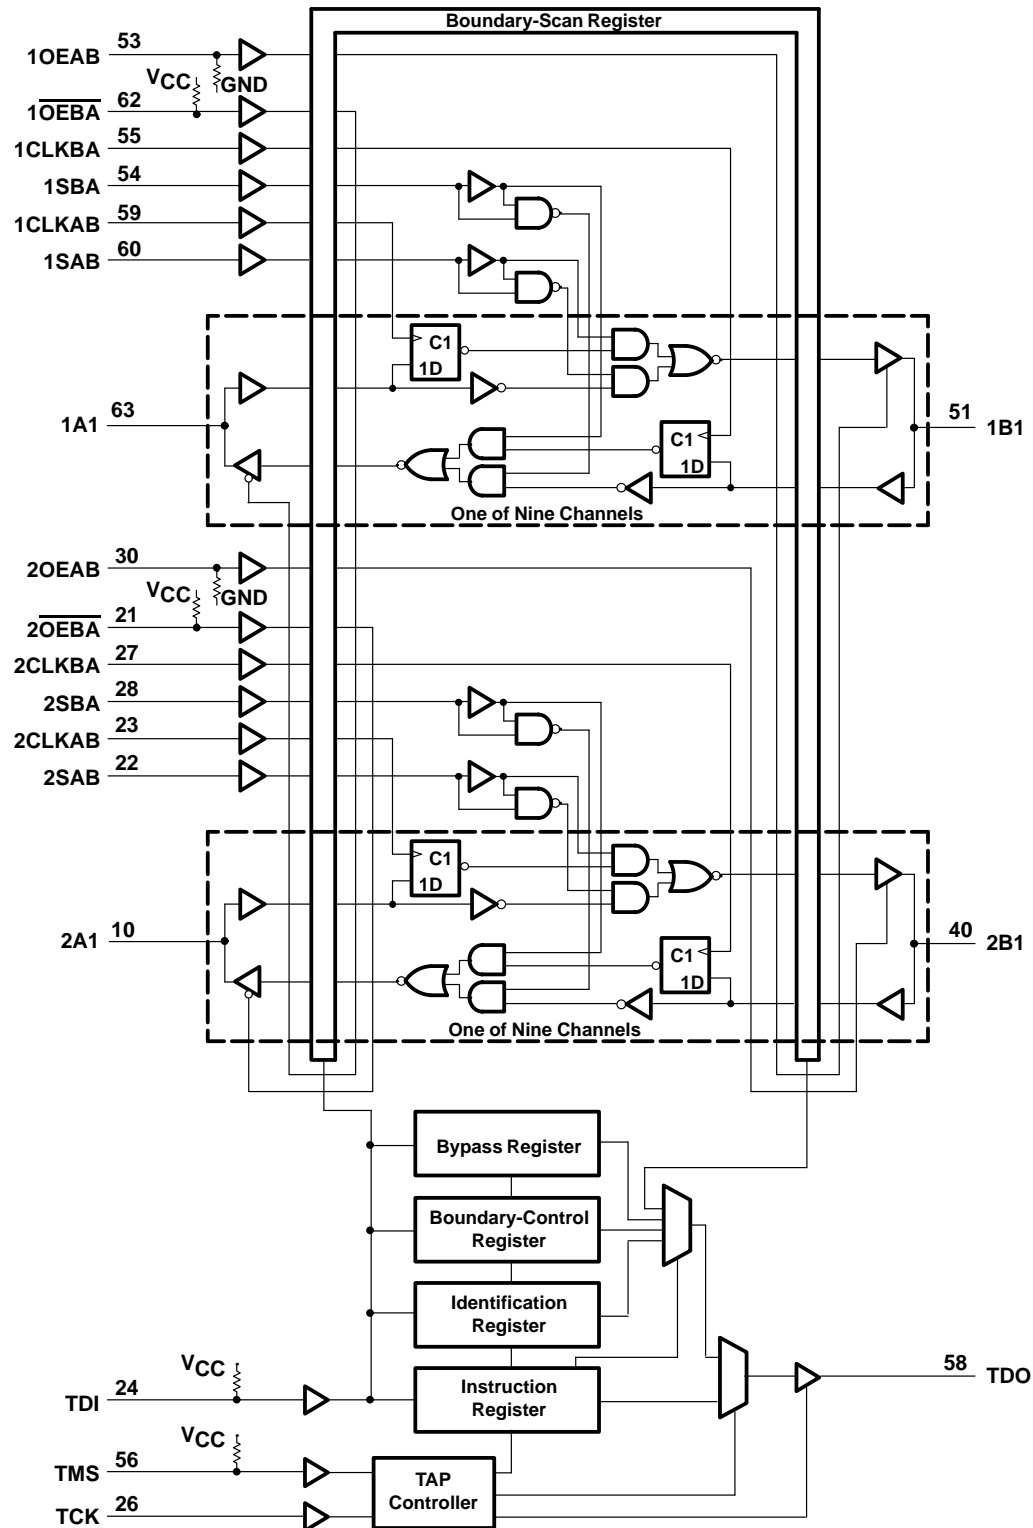 Boundary-Scan Register
1OEAB 53
VCC GND
1O̅E̅B̅A̅ 62
1CLKBA 55
1SBA 54
1CLKAB 59
1SAB 60
C1
1D
1A1 63
51 1B1
C1
1D
One of Nine Channels
2OEAB 30
VCC GND
2O̅E̅B̅A̅ 21
2CLKBA 27
2SBA 28
2CLKAB 23
2SAB 22
C1
1D
2A1 10
40 2B1
C1
1D
One of Nine Channels
Bypass Register
Boundary-Control
Register
Identification
Register
VCC
TDI 24
Instruction
Register
58 TDO
VCC
TMS 56
TAP
Controller
TCK 26